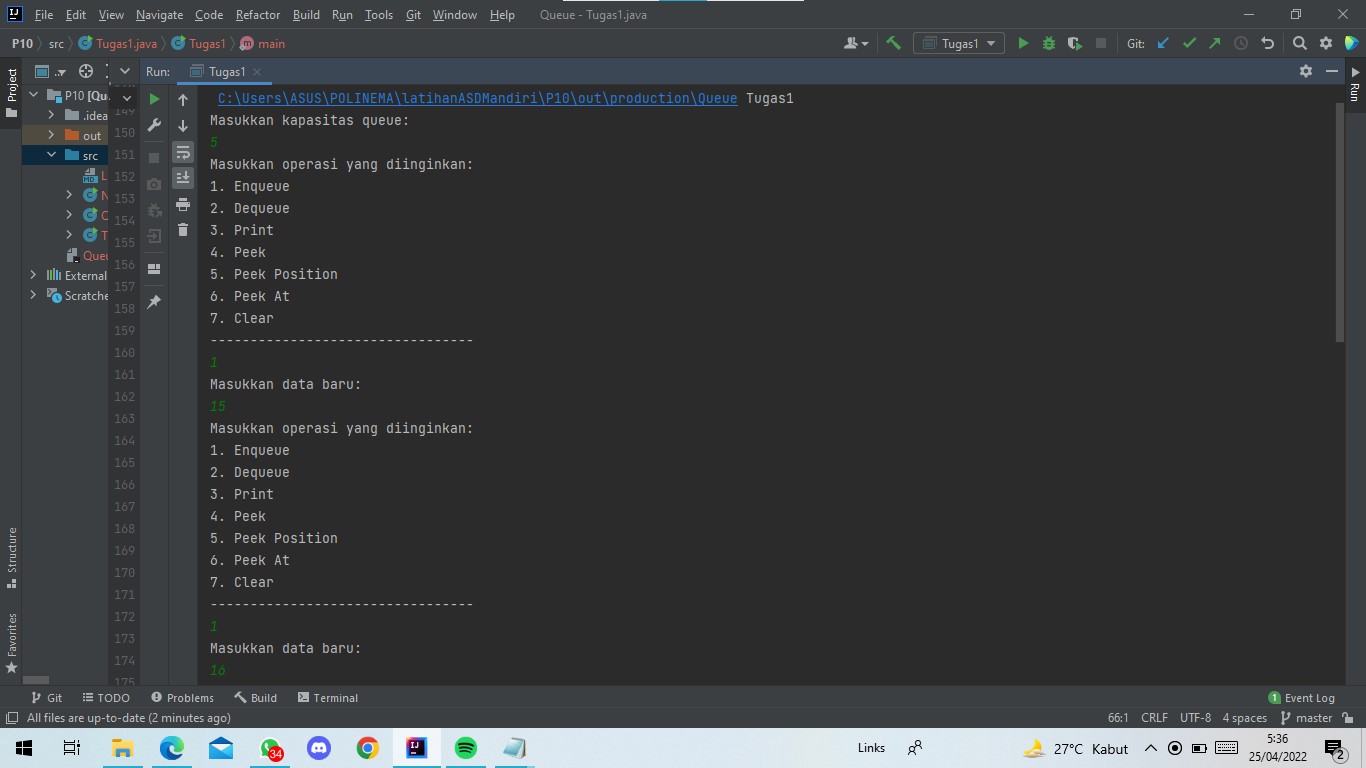 File Edit View Navigate Code Refactor Build Run Tools Git Window Help Queue - Tugas1.java
P10 src Tugas1.java Tugas1 main Tugas1 Git:
Project
Run: Tugas1
P10 [Qu
.idea
out
src
L
N
C
T
Queu
External
Scratche
149
150
151
152
153
154
155
156
157
158
159
160
161
162
163
164
165
166
167
168
169
170
171
172
173
174
175
C:\Users\ASUS\POLINEMA\latihanASDMandiri\P10\out\production\Queue Tugas1
Masukkan kapasitas queue:
5
Masukkan operasi yang diinginkan:
1. Enqueue
2. Dequeue
3. Print
4. Peek
5. Peek Position
6. Peek At
7. Clear
---------------------------------
1
Masukkan data baru:
15
Masukkan operasi yang diinginkan:
1. Enqueue
2. Dequeue
3. Print
4. Peek
5. Peek Position
6. Peek At
7. Clear
---------------------------------
1
Masukkan data baru:
16
Run
Structure
Favorites
Git TODO Problems Build Terminal 1 Event Log
All files are up-to-date (2 minutes ago) 66:1 CRLF UTF-8 4 spaces master
34 Links 27°C Kabut 5:36
25/04/2022 2